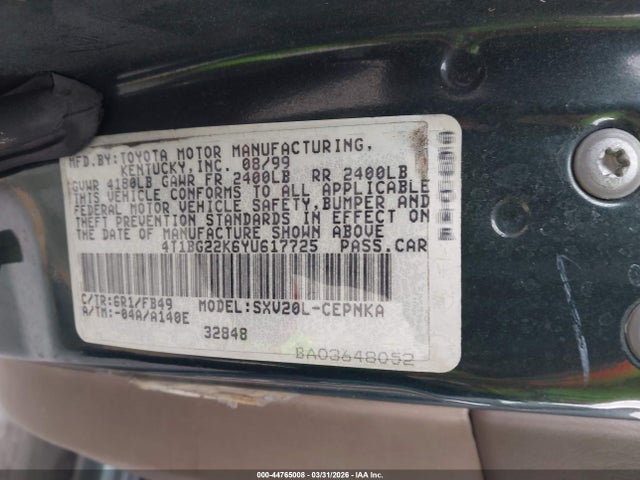 MFD.BY:TOYOTA MOTOR MANUFACTURING,
KENTUCKY,INC. 08/99
GVWR 4180LB GAWR FR 2400LB RR 2400LB
THIS VEHICLE CONFORMS TO ALL APPLICABLE
FEDERAL MOTOR VEHICLE SAFETY,BUMPER AND
THEFT PREVENTION STANDARDS IN EFFECT ON
THE DATE OF MANUFACTURE SHOWN ABOVE
4T1BG22K6YU617725 PASS.CAR
C/TR:6R1/FB49 MODEL:SXV20L-CEPNKA
A/TM:-04A/A140E
32848
BA03648052
000-44765008 | 03/31/2026 - IAA Inc.